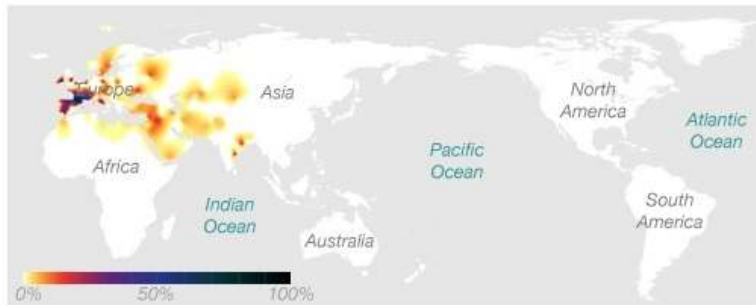 Europe
Asia
North
America
Atlantic
Ocean
Africa
Pacific
Ocean
Indian
Ocean
South
America
Australia
0%
50%
100%